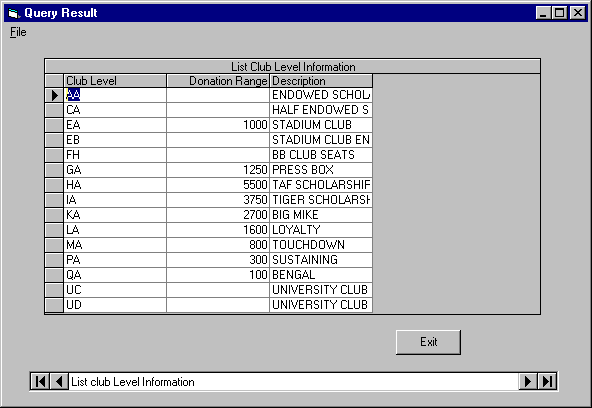 Query Result
File
List Club Level Information
Club Level Donation Range Description
AA ENDOWED SCHOL
CA HALF ENDOWED S
EA 1000 STADIUM CLUB
EB STADIUM CLUB EN
FH BB CLUB SEATS
GA 1250 PRESS BOX
HA 5500 TAF SCHOLARSHIF
IA 3750 TIGER SCHOLARSH
KA 2700 BIG MIKE
LA 1600 LOYALTY
MA 800 TOUCHDOWN
PA 300 SUSTAINING
QA 100 BENGAL
UC UNIVERSITY CLUB
UD UNIVERSITY CLUB
Exit
List club Level Information